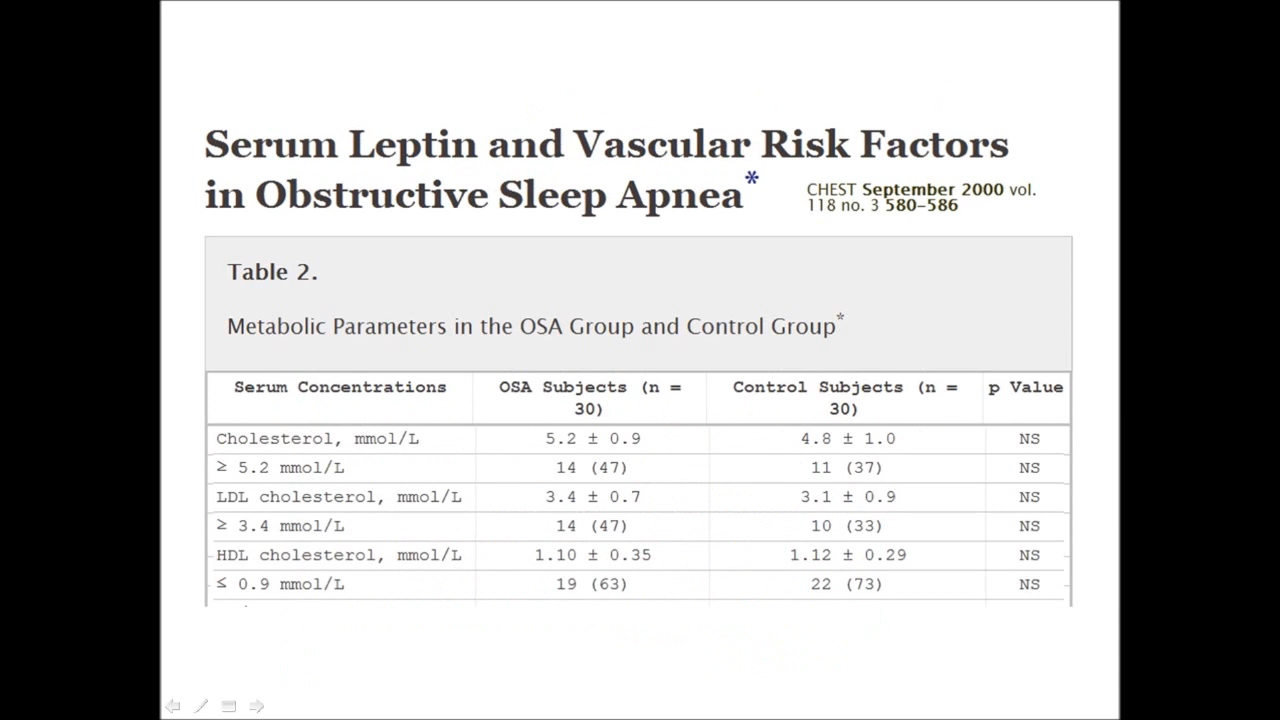 Serum Leptin and Vascular Risk Factors
in Obstructive Sleep Apnea*
CHEST September 2000 vol.
118 no. 3 580–586
Table 2.
Metabolic Parameters in the OSA Group and Control Group*
Serum Concentrations OSA Subjects (n = 30) Control Subjects (n = 30) p Value
Cholesterol, mmol/L 5.2 ± 0.9 4.8 ± 1.0 NS
≥ 5.2 mmol/L 14 (47) 11 (37) NS
LDL cholesterol, mmol/L 3.4 ± 0.7 3.1 ± 0.9 NS
≥ 3.4 mmol/L 14 (47) 10 (33) NS
HDL cholesterol, mmol/L 1.10 ± 0.35 1.12 ± 0.29 NS
≤ 0.9 mmol/L 19 (63) 22 (73) NS